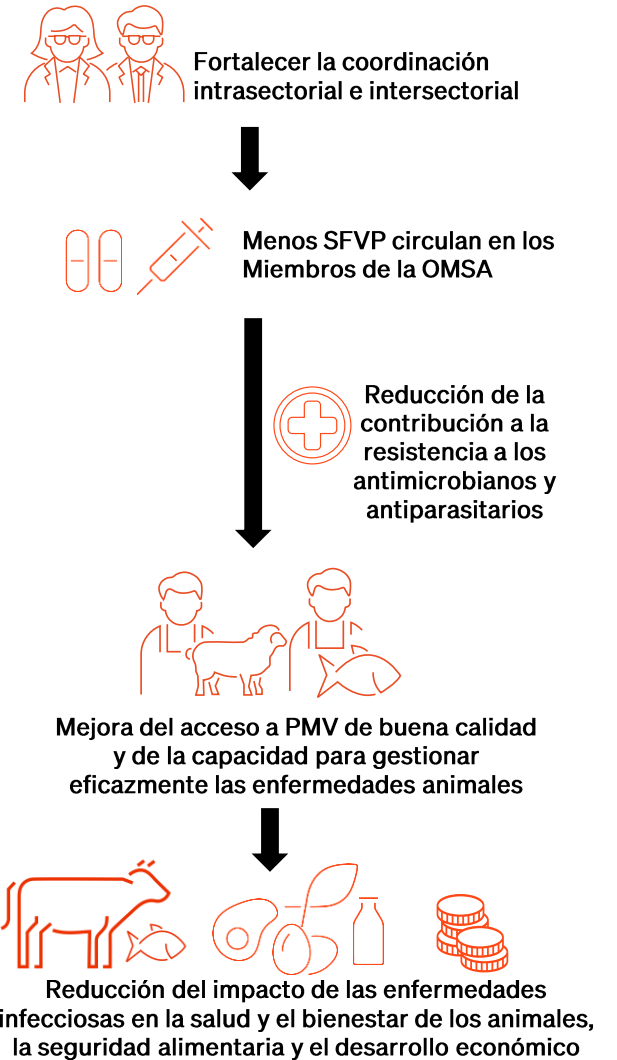 Fortalecer la coordinación
intrasectorial e intersectorial
Menos SFVP circulan en los
Miembros de la OMSA
Reducción de la
contribución a la
resistencia a los
antimicrobianos y
antiparasitarios
Mejora del acceso a PMV de buena calidad
y de la capacidad para gestionar
eficazmente las enfermedades animales
Reducción del impacto de las enfermedades
infecciosas en la salud y el bienestar de los animales,
la seguridad alimentaria y el desarrollo económico